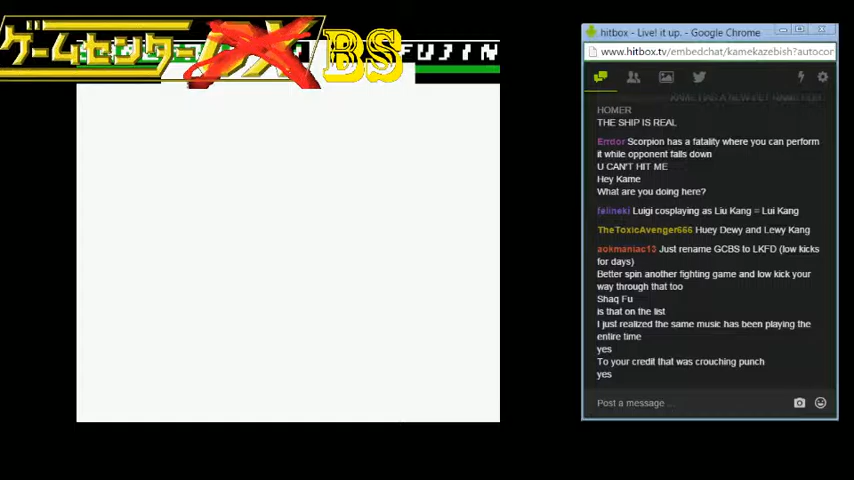 ゲームセンターDX BS
FUJIN
hitbox - Live! it up. - Google Chrome
www.hitbox.tv/embedchat/kamekazebish?autocor
HOMER
THE SHIP IS REAL
Errdor Scorpion has a fatality where you can perform
it while opponent falls down
U CAN'T HIT ME
Hey Kame
What are you doing here?
felineki Luigi cosplaying as Liu Kang = Lui Kang
TheToxicAvenger666 Huey Dewy and Lewy Kang
aokmaniac13 Just rename GCBS to LKFD (low kicks
for days)
Better spin another fighting game and low kick your
way through that too
Shaq Fu
is that on the list
I just realized the same music has been playing the
entire time
yes
To your credit that was crouching punch
yes
Post a message ...